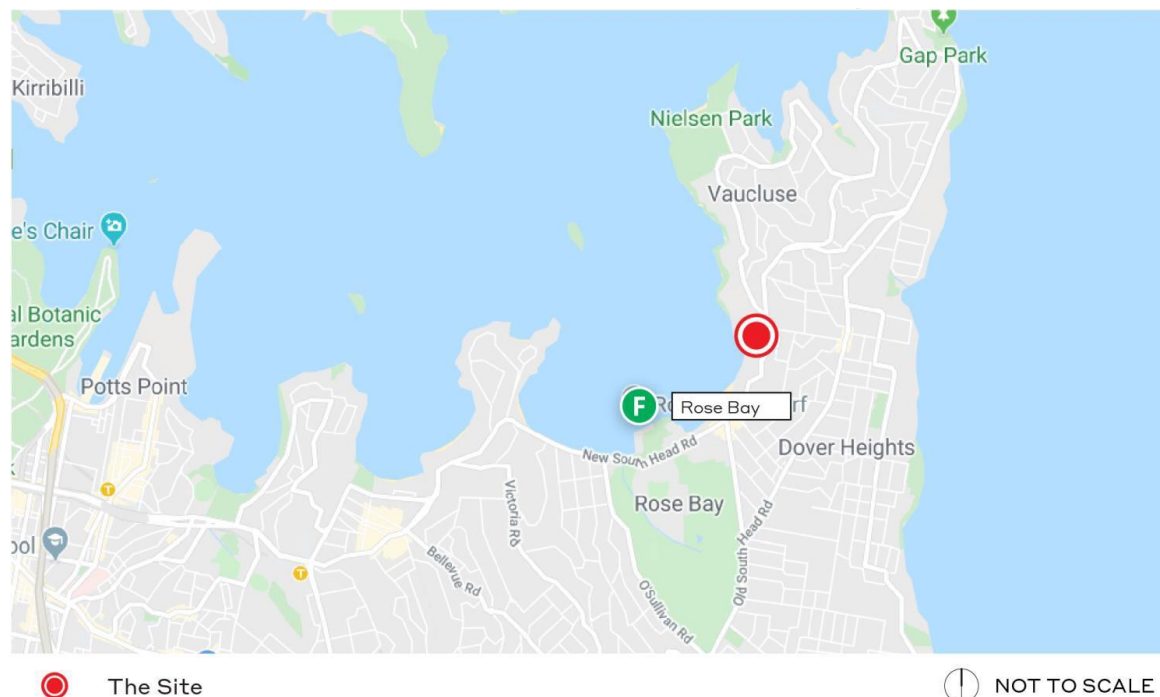 Gap Park
Kirribilli
Nielsen Park
Vaucluse
e's Chair
al Botanic
ardens
Potts Point
F
Rose Bay
rf
New South Head Rd
Dover Heights
Rose Bay
Victoria Rd
Old South Head Rd
Bellevue Rd
O'Sullivan Rd
ool
T
T
The Site
NOT TO SCALE